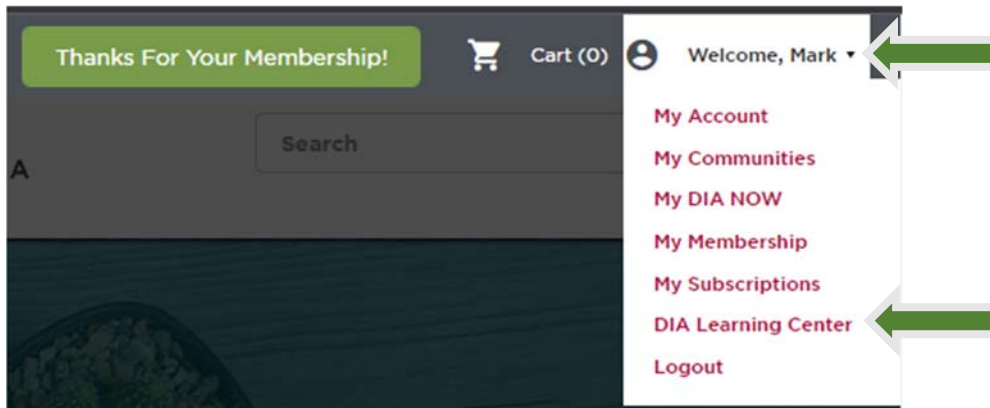 Thanks For Your Membership!
Cart (0)
Welcome, Mark
Search
A
My Account
My Communities
My DIA NOW
My Membership
My Subscriptions
DIA Learning Center
Logout